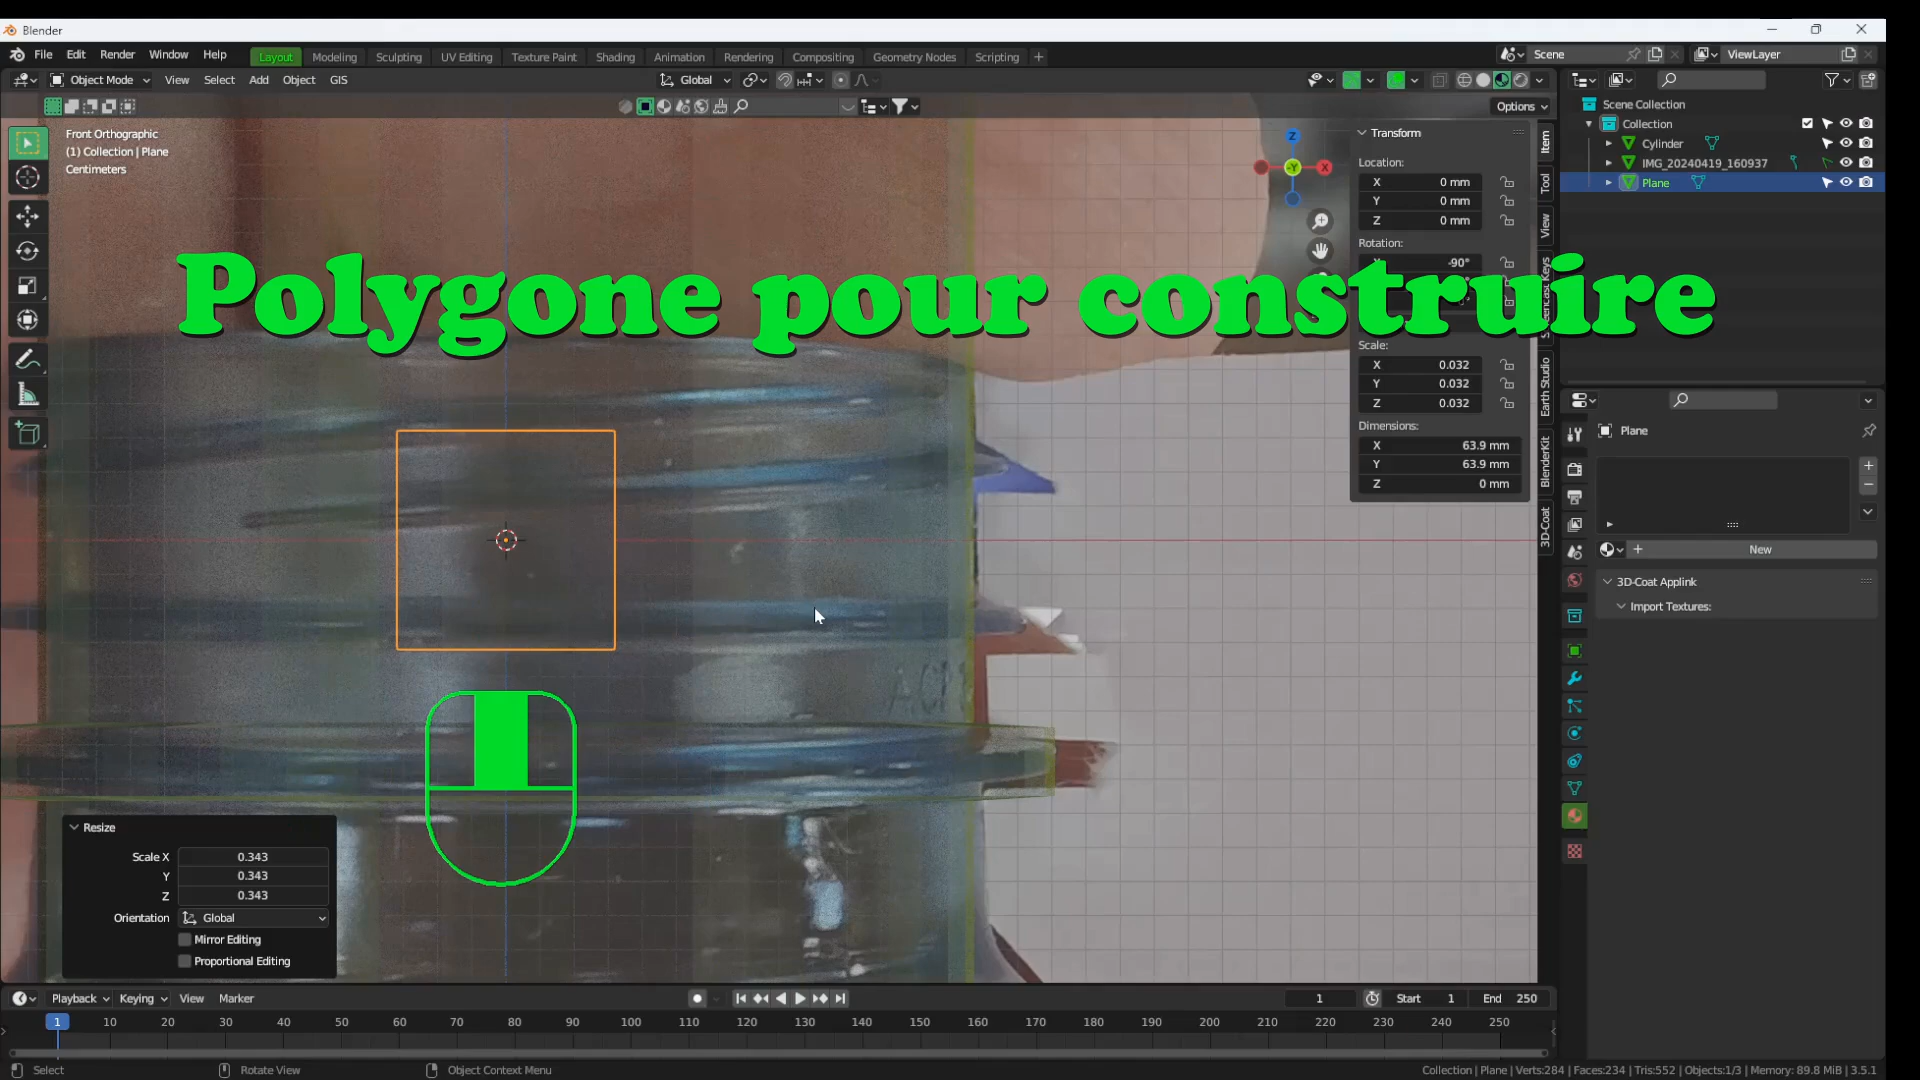 Blender
File Edit Render Window Help
Layout Modeling Sculpting UV Editing Texture Paint Shading Animation Rendering Compositing Geometry Nodes Scripting +
Scene
ViewLayer
Object Mode View Select Add Object GIS
Global
Options
Front Orthographic
(1) Collection | Plane
Centimeters
Polygone pour construire
Z
X
-Y
Transform
Location:
X 0 mm
Y 0 mm
Z 0 mm
Rotation:
-90°
Scale:
X 0.032
Y 0.032
Z 0.032
Dimensions:
X 63.9 mm
Y 63.9 mm
Z 0 mm
Item
Tool
View
Earth Studio
BlenderKit
3D-Coat
Scene Collection
Collection
Cylinder
IMG_20240419_160937
Plane
Plane
New
3D-Coat Applink
Import Textures:
Resize
Scale X 0.343
Y 0.343
Z 0.343
Orientation Global
Mirror Editing
Proportional Editing
Playback Keying View Marker
1 Start 1 End 250
1 10 20 30 40 50 60 70 80 90 100 110 120 130 140 150 160 170 180 190 200 210 220 230 240 250
Select Rotate View Object Context Menu
Collection | Plane | Verts:284 | Faces:234 | Tris:552 | Objects:1/3 | Memory: 89.8 MiB | 3.5.1